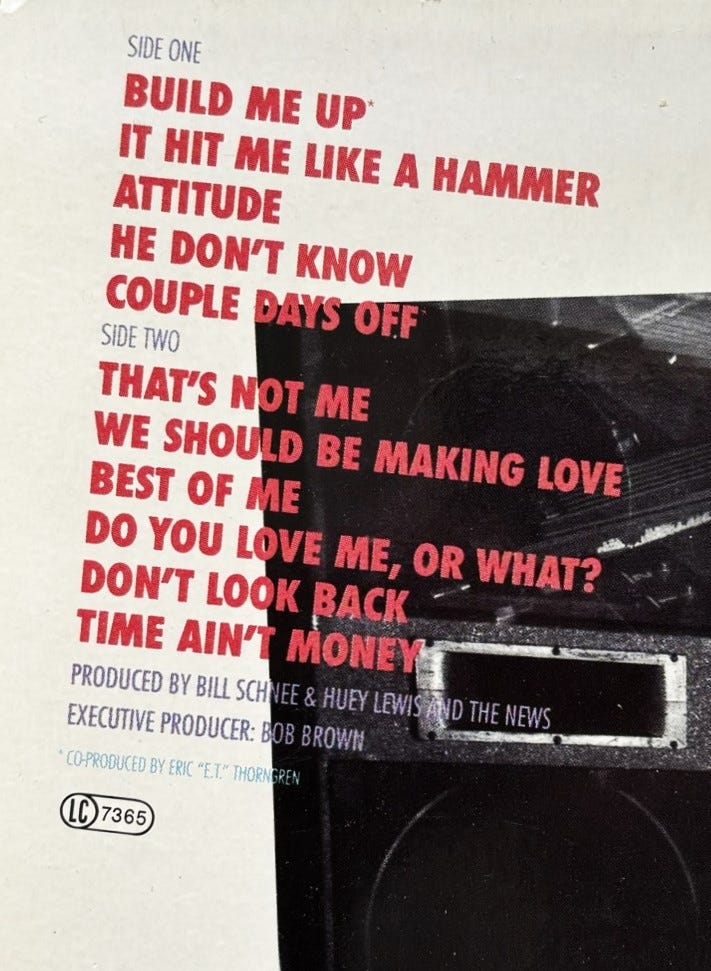 SIDE ONE
BUILD ME UP*
IT HIT ME LIKE A HAMMER
ATTITUDE
HE DON'T KNOW
COUPLE DAYS OFF
SIDE TWO
THAT'S NOT ME
WE SHOULD BE MAKING LOVE
BEST OF ME
DO YOU LOVE ME, OR WHAT?
DON'T LOOK BACK
TIME AIN'T MONEY
PRODUCED BY BILL SCHNEE & HUEY LEWIS AND THE NEWS
EXECUTIVE PRODUCER: BOB BROWN
* CO-PRODUCED BY ERIC "E.T." THORNGREN
LC 7365